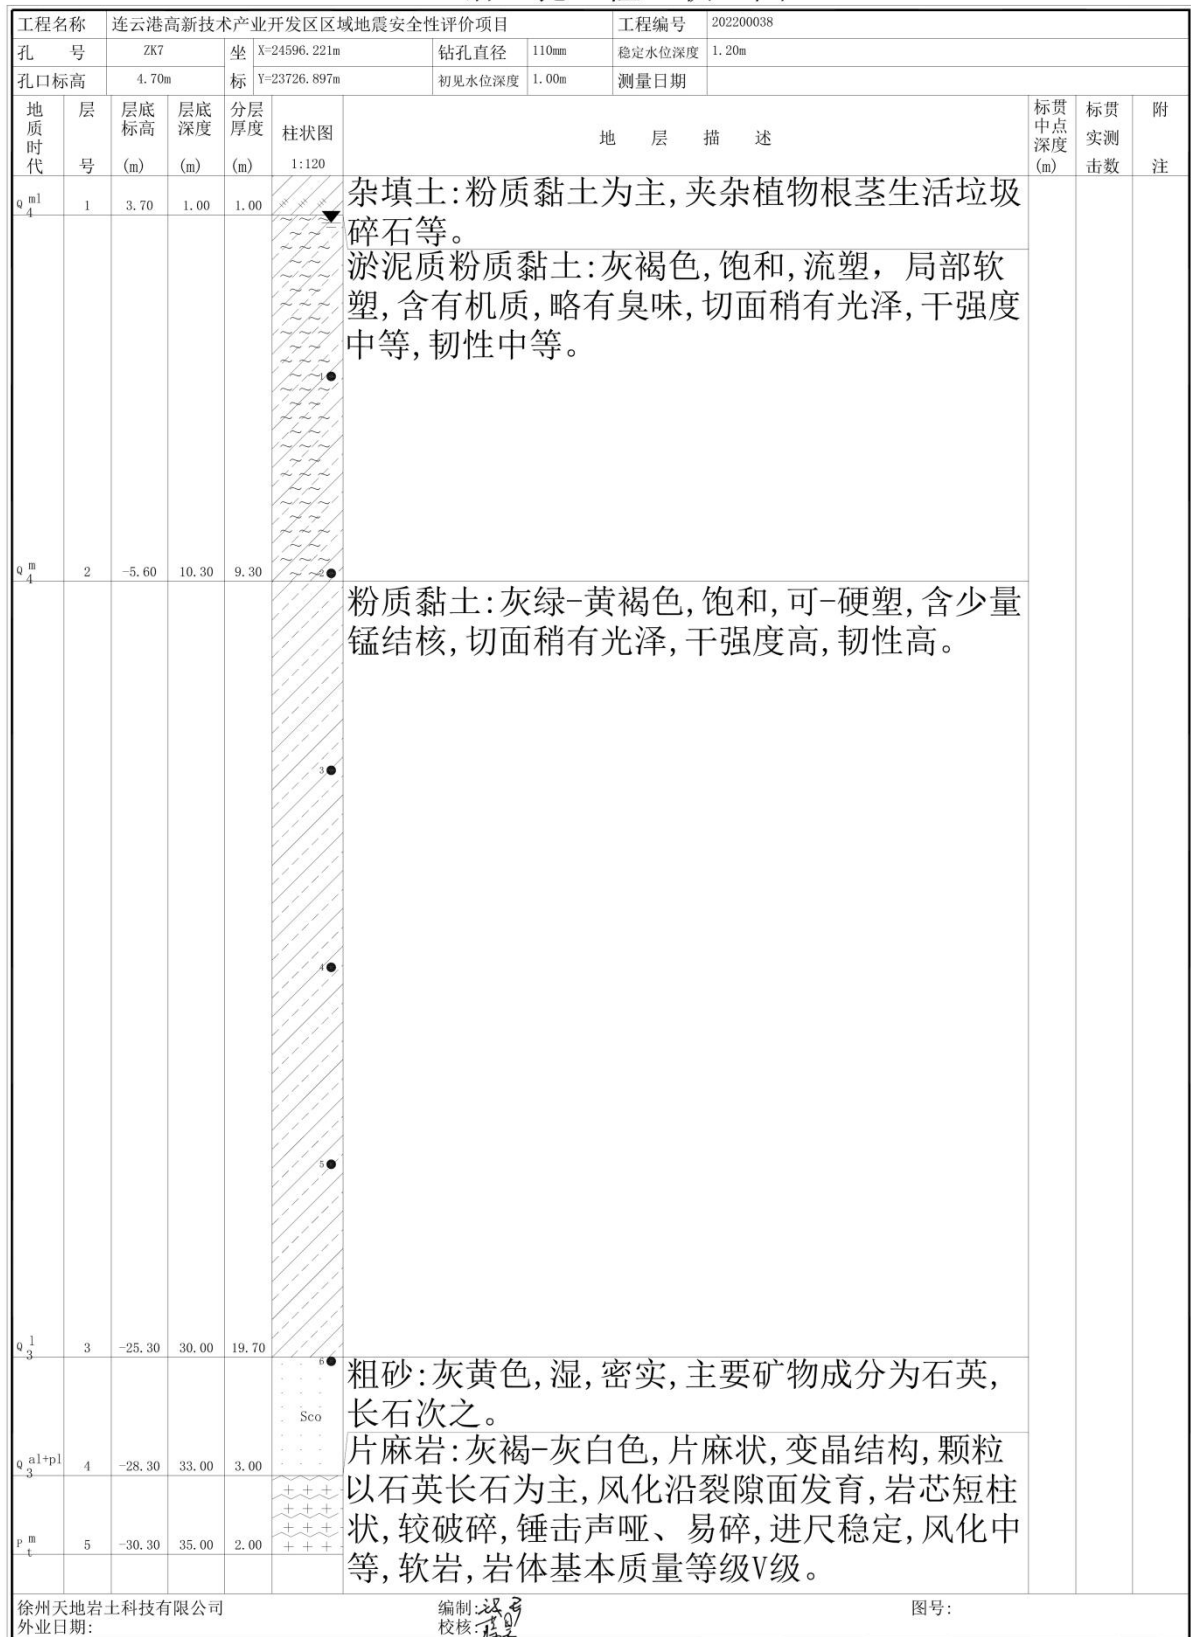 工程名称 连云港高新技术产业开发区区域地震安全性评价项目 工程编号 202200038
孔 号 ZK7 坐 X=24596.221m 钻孔直径 110mm 稳定水位深度 1.20m
孔口标高 4.70m 标 Y=23726.897m 初见水位深度 1.00m 测量日期
地质时代 层号 层底标高(m) 层底深度(m) 分层厚度(m) 柱状图 1:120 地 层 描 述 标贯中点深度(m) 标贯实测击数 附注
Q4ml 1 3.70 1.00 1.00
杂填土:粉质黏土为主,夹杂植物根茎生活垃圾
碎石等。
淤泥质粉质黏土:灰褐色,饱和,流塑，局部软
塑,含有机质,略有臭味,切面稍有光泽,干强度
中等,韧性中等。
1
2
Q4m 2 -5.60 10.30 9.30
粉质黏土:灰绿-黄褐色,饱和,可-硬塑,含少量
锰结核,切面稍有光泽,干强度高,韧性高。
3
4
5
Q3l 3 -25.30 30.00 19.70
6
粗砂:灰黄色,湿,密实,主要矿物成分为石英,
长石次之。
Sco
Q3al+pl 4 -28.30 33.00 3.00
片麻岩:灰褐-灰白色,片麻状,变晶结构,颗粒
以石英长石为主,风化沿裂隙面发育,岩芯短柱
状,较破碎,锤击声哑、易碎,进尺稳定,风化中
等,软岩,岩体基本质量等级V级。
Ptm 5 -30.30 35.00 2.00
徐州天地岩土科技有限公司 编制: 图号:
外业日期: 校核: